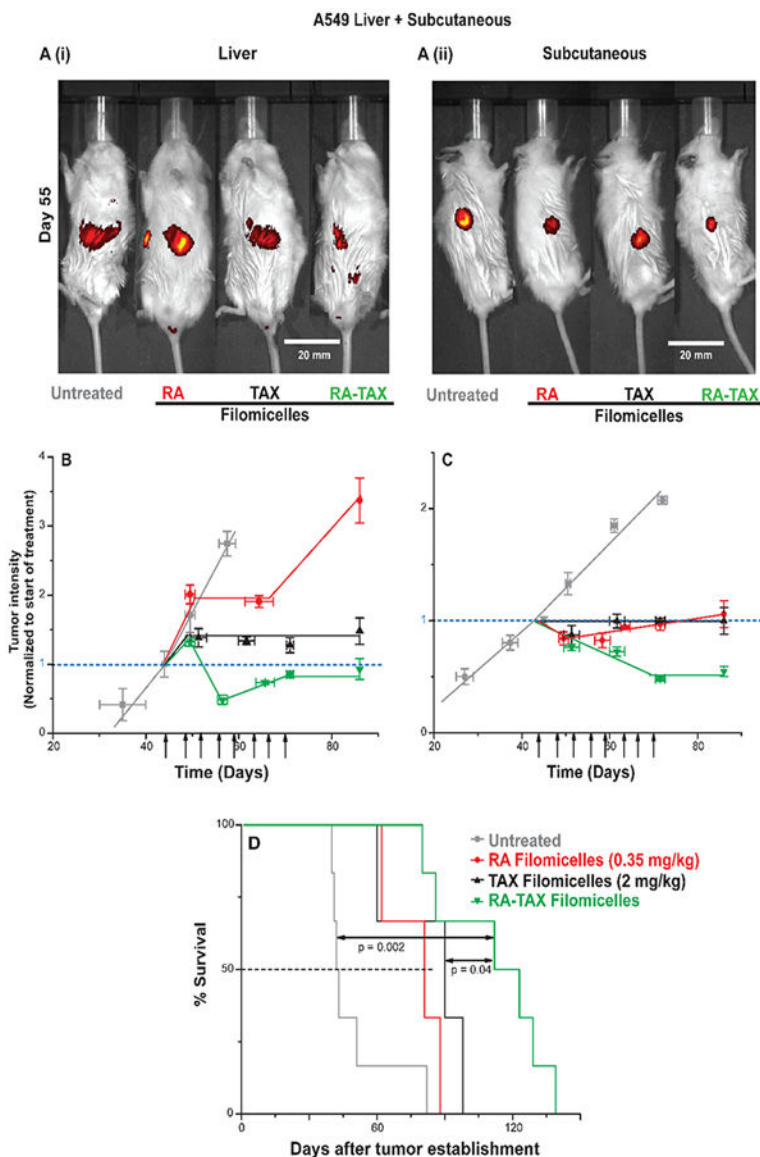 A549 Liver + Subcutaneous
A (i) Liver
A (ii) Subcutaneous
Day 55
20 mm
20 mm
Untreated RA TAX RA-TAX
Filomicelles
Untreated RA TAX RA-TAX
Filomicelles
B
Tumor intensity
(Normalized to start of treatment)
4
3
2
1
0
20 40 60 80
Time (Days)
C
2
1
0
20 40 60 80
Time (Days)
D
Untreated
RA Filomicelles (0.35 mg/kg)
TAX Filomicelles (2 mg/kg)
RA-TAX Filomicelles
% Survival
100
50
0
p = 0.002
p = 0.04
0 60 120
Days after tumor establishment